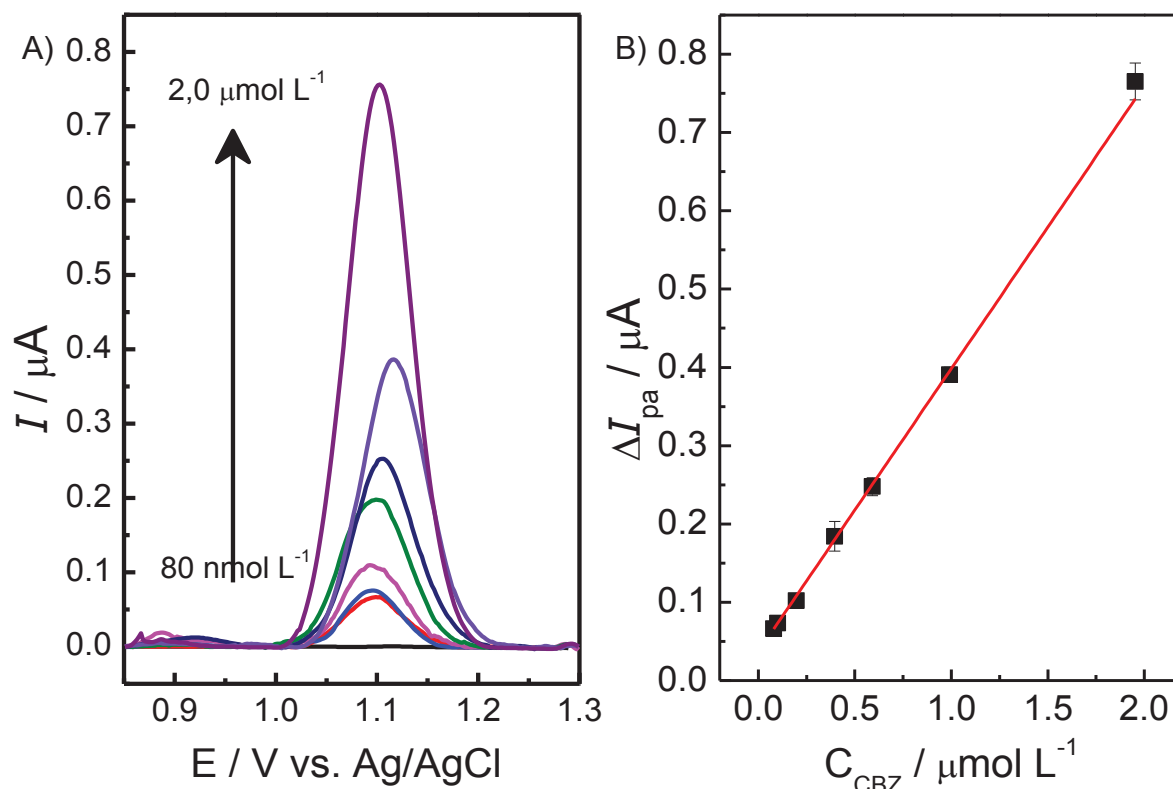 A)
2,0 μmol L⁻¹
80 nmol L⁻¹
0.8
0.7
0.6
0.5
0.4
0.3
0.2
0.1
0.0
I / μA
0.9 1.0 1.1 1.2 1.3
E / V vs. Ag/AgCl
B)
0.8
0.7
0.6
0.5
0.4
0.3
0.2
0.1
0.0
ΔI_pa / μA
0.0 0.5 1.0 1.5 2.0
C_CBZ / μmol L⁻¹